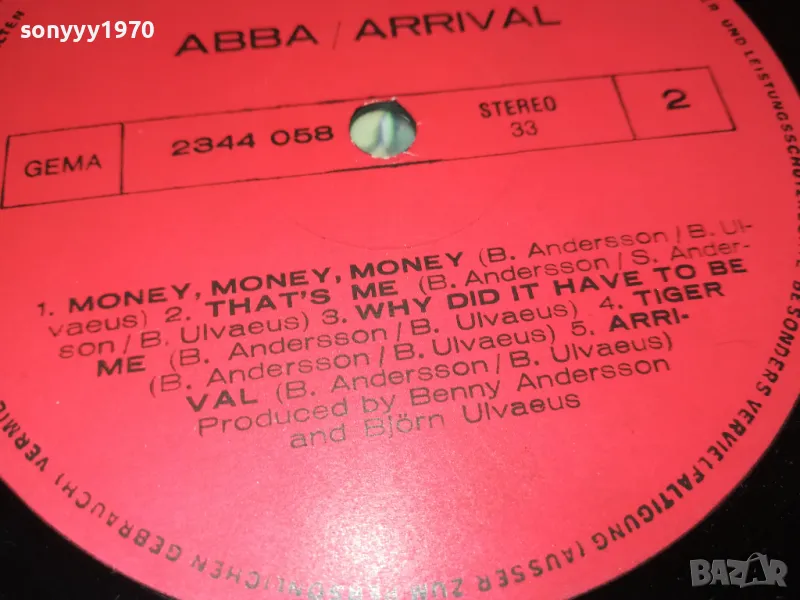 sonyyy1970
ABBA / ARRIVAL
GEMA
2344 058
STEREO
33
2
1. MONEY, MONEY, MONEY (B. Andersson/B. Ul-
vaeus) 2. THAT'S ME (B. Andersson/S. Ander-
son/B. Ulvaeus) 3. WHY DID IT HAVE TO BE
ME (B. Andersson/B. Ulvaeus) 4. TIGER
(B. Andersson/B. Ulvaeus) 5. ARRI-
VAL (B. Andersson/B. Ulvaeus)
Produced by Benny Andersson
and Björn Ulvaeus
UND LEISTUNGSSCHUTZ
BESONDERS VERVIELFÄLTIGUNG (AUSSER ZUM PERSÖNLICHEN GEBRAUCH),
BAZAR